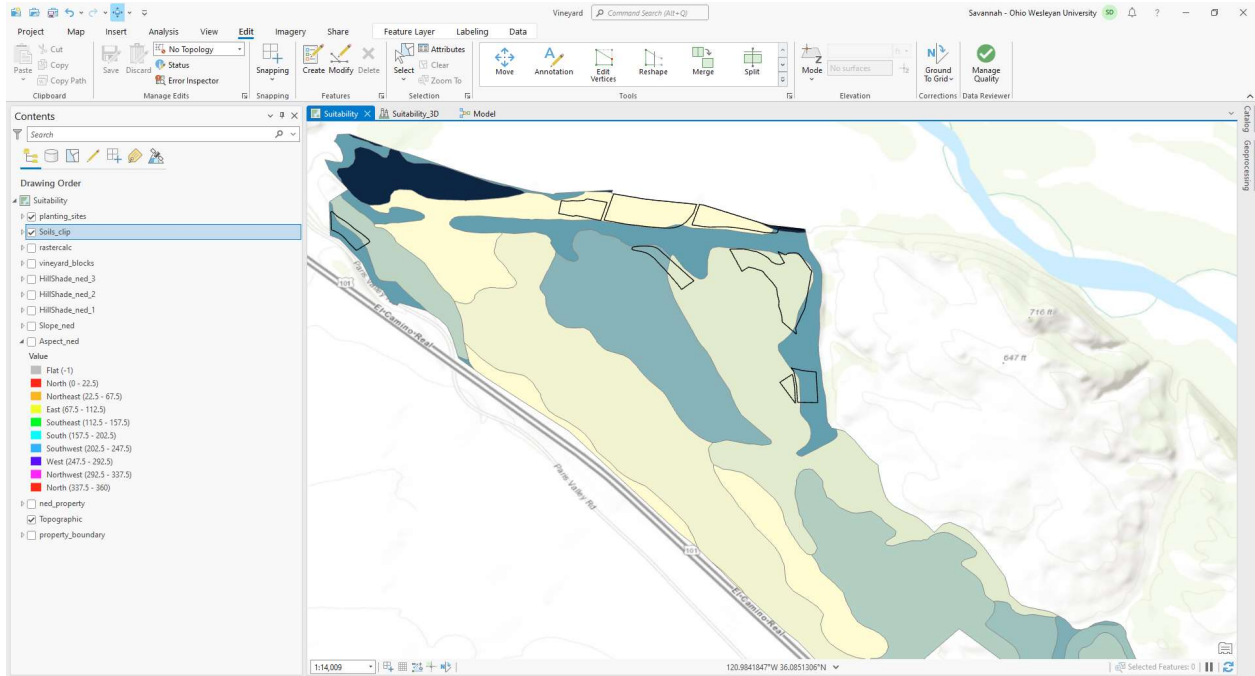 Vineyard
Command Search (Alt+Q)
Savannah - Ohio Wesleyan University SD ?
Project Map Insert Analysis View Edit Imagery Share Feature Layer Labeling Data
Paste
Cut
Copy
Copy Path
Clipboard
Save
Discard
No Topology
Status
Error Inspector
Manage Edits
Snapping
Snapping
Create
Modify
Delete
Features
Select
Attributes
Clear
Zoom To
Selection
Move
Annotation
Edit
Vertices
Reshape
Merge
Split
Tools
Mode
No surfaces
Elevation
Ground
To Grid
Corrections
Manage
Quality
Data Reviewer
Contents
Search
Drawing Order
Suitability
planting_sites
Soils_clip
rastercalc
vineyard_blocks
HillShade_ned_3
HillShade_ned_2
HillShade_ned_1
Slope_ned
Aspect_ned
Value
Flat (-1)
North (0 - 22.5)
Northeast (22.5 - 67.5)
East (67.5 - 112.5)
Southeast (112.5 - 157.5)
South (157.5 - 202.5)
Southwest (202.5 - 247.5)
West (247.5 - 292.5)
Northwest (292.5 - 337.5)
North (337.5 - 360)
ned_property
Topographic
property_boundary
Suitability Suitability_3D Model
Paris Valley
101
El-Camino-Real
716 ft
647 ft
Paris Valley Rd
101
El-Camino-Real
1:14,009
120.9841847°W 36.0851306°N
Selected Features: 0
Catalog
Geoprocessing